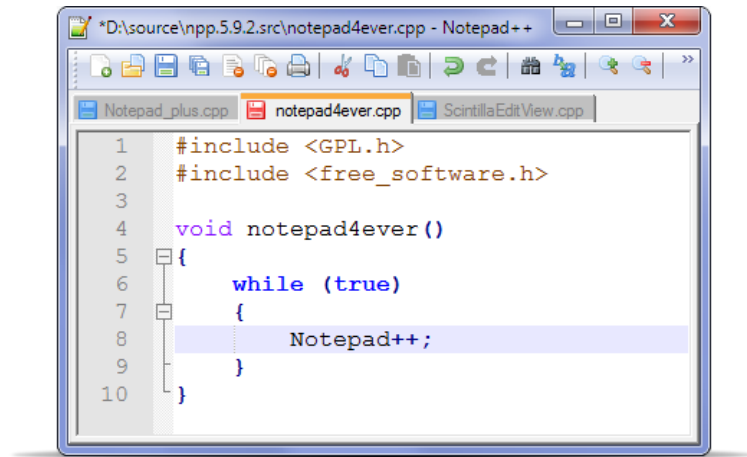 *D:\source\npp.5.9.2.src\notepad4ever.cpp - Notepad++
Notepad_plus.cpp notepad4ever.cpp ScintillaEditView.cpp
1 #include <GPL.h>
2 #include <free_software.h>
3
4 void notepad4ever()
5 {
6 while (true)
7 {
8 Notepad++;
9 }
10 }